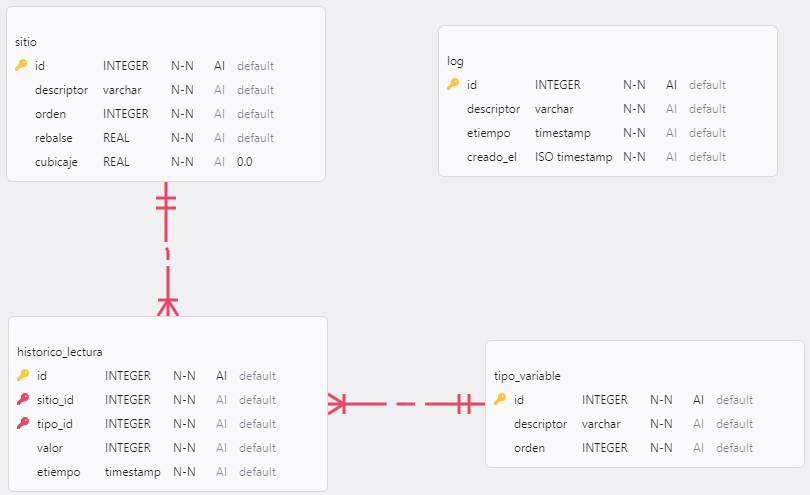 sitio
id INTEGER N-N AI default
descriptor varchar N-N AI default
orden INTEGER N-N AI default
rebalse REAL N-N AI default
cubicaje REAL N-N AI 0.0
log
id INTEGER N-N AI default
descriptor varchar N-N AI default
etiempo timestamp N-N AI default
creado_el ISO timestamp N-N AI default
historico_lectura
id INTEGER N-N AI default
sitio_id INTEGER N-N AI default
tipo_id INTEGER N-N AI default
valor INTEGER N-N AI default
etiempo timestamp N-N AI default
tipo_variable
id INTEGER N-N AI default
descriptor varchar N-N AI default
orden INTEGER N-N AI default